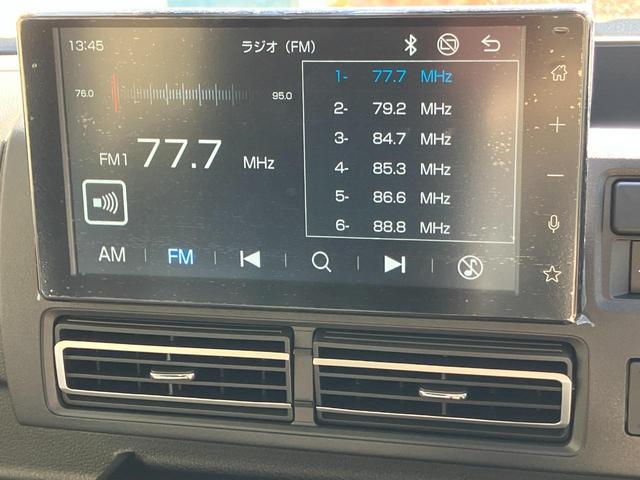 13:45 ラジオ（FM）
76.0 95.0
FM1 77.7 MHz
1- 77.7 MHz
2- 79.2 MHz
3- 84.7 MHz
4- 85.3 MHz
5- 86.6 MHz
6- 88.8 MHz
AM FM